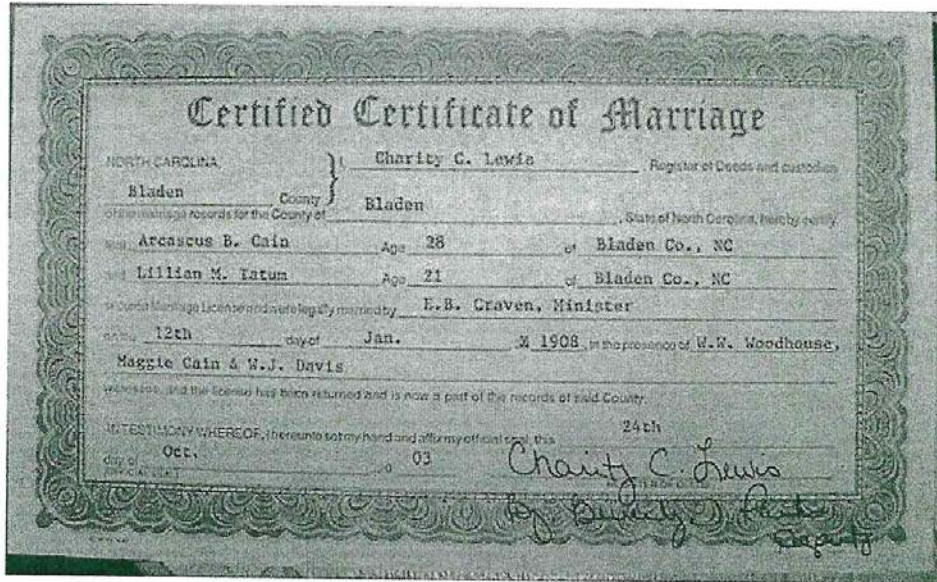 Certified Certificate of Marriage
NORTH CAROLINA,
Charity C. Lewis , Register of Deeds and custodian
Bladen County
of the marriage records for the County of Bladen , State of North Carolina, hereby certify
that Arcascus B. Cain Age 28 of Bladen Co., NC
and Lillian M. Tatum Age 21 of Bladen Co., NC
Marriage License and were legally married by E.B. Craven, Minister
on the 12th day of Jan. 1908, in the presence of W.W. Woodhouse,
Maggie Cain & W.J. Davis
witnesses, and the license has been returned and is now a part of the records of said County.
IN TESTIMONY WHEREOF, I hereunto set my hand and affix my official seal, this 24th
day of Oct. 03
Charity C. Lewis
By Deputy